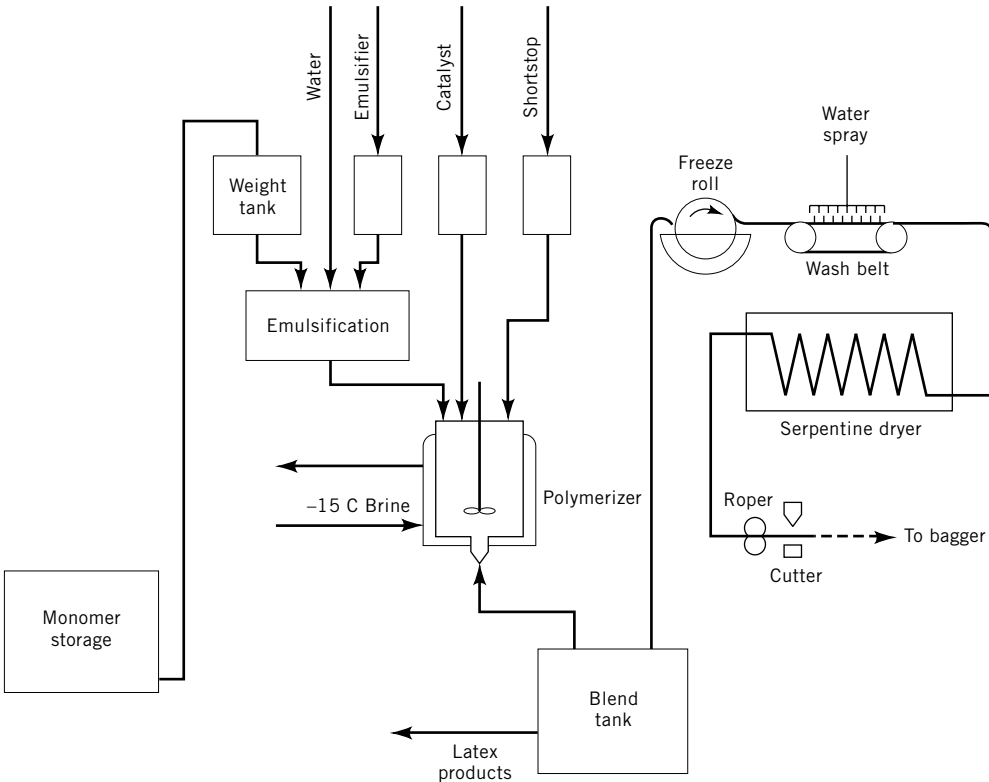 Water
Emulsifier
Catalyst
Shortstop
Water
spray
Freeze
roll
Weight
tank
Wash belt
Emulsification
Serpentine dryer
Polymerizer
–15 C Brine
Roper
To bagger
Cutter
Monomer
storage
Blend
tank
Latex
products